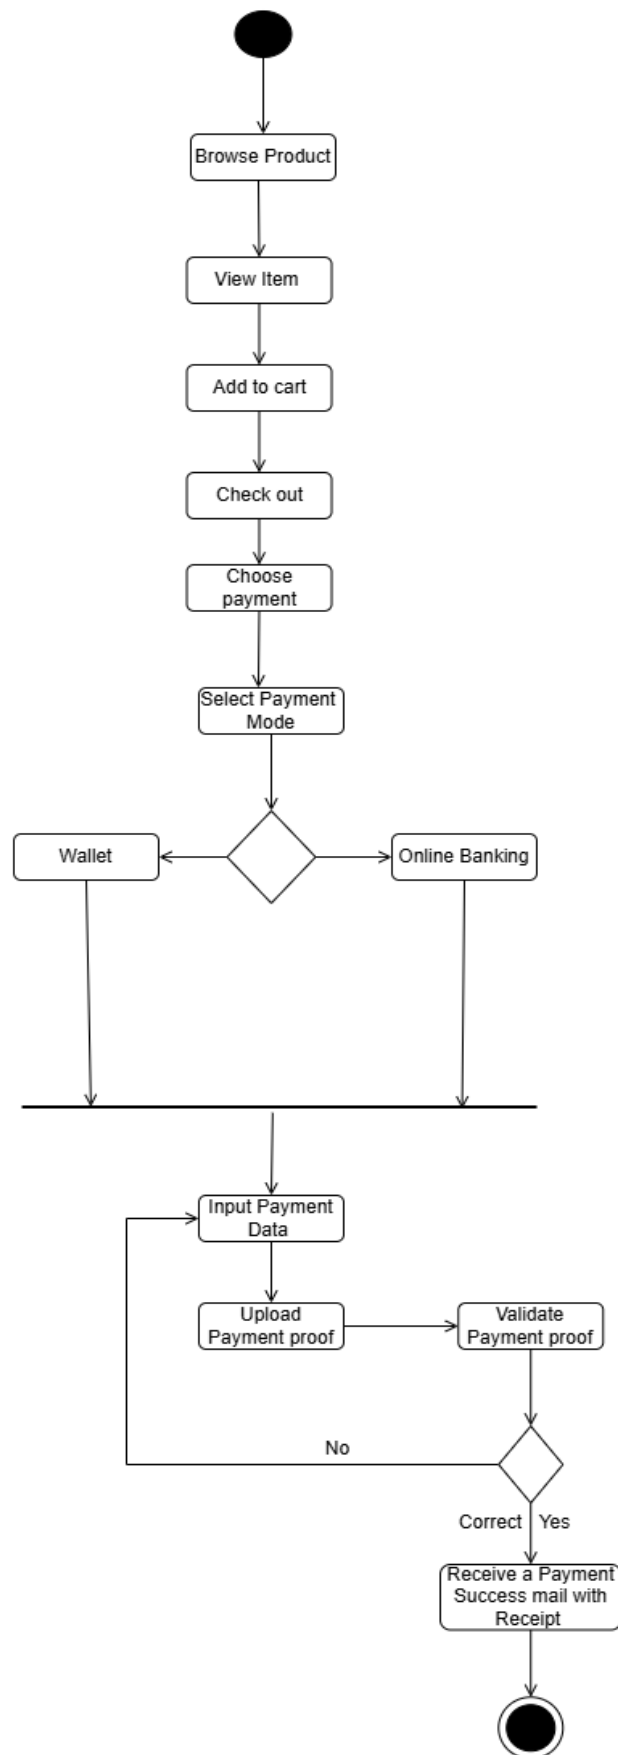 Browse Product
View Item
Add to cart
Check out
Choose
payment
Select Payment
Mode
Wallet
Online Banking
Input Payment
Data
Upload
Payment proof
Validate
Payment proof
No
Correct
Yes
Receive a Payment
Success mail with
Receipt